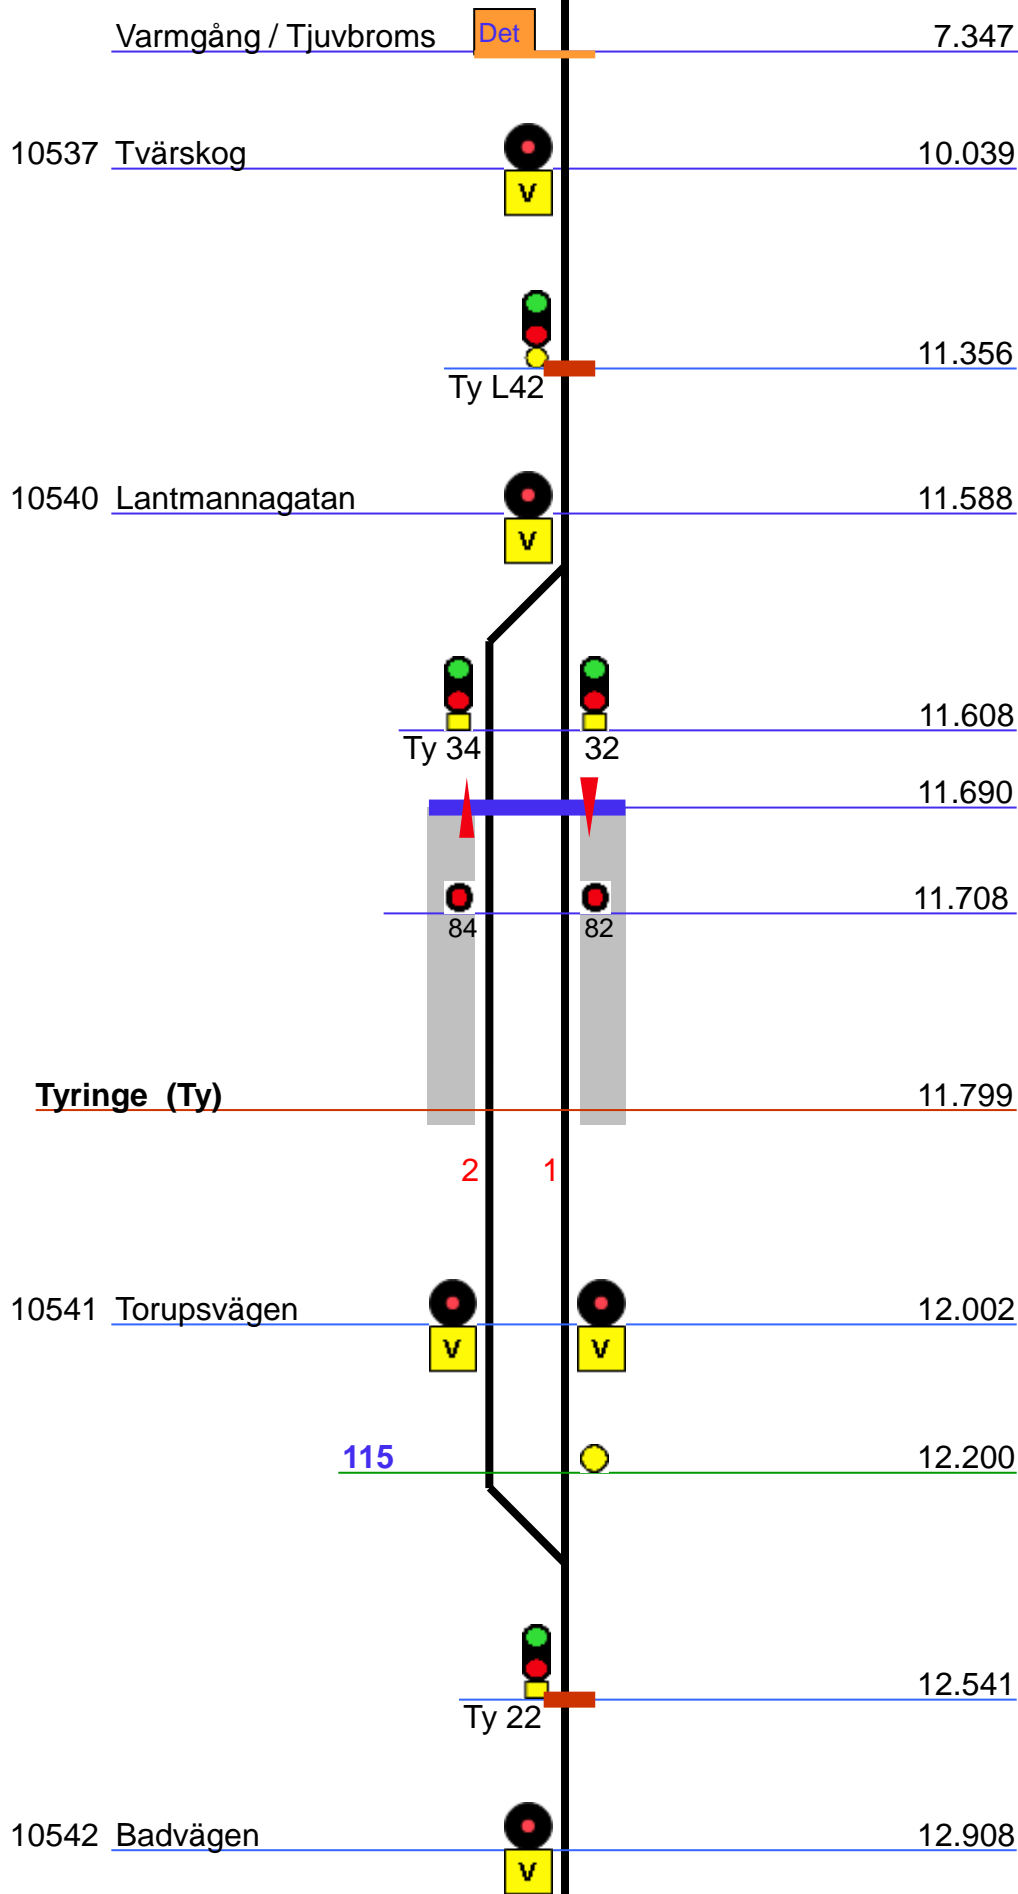 Varmgång / Tjuvbroms Det 7.347
10537 Tvärskog 10.039
V
11.356
Ty L42
10540 Lantmannagatan 11.588
V
11.608
Ty 34 32
11.690
11.708
84 82
Tyringe (Ty) 11.799
2 1
10541 Torupsvägen 12.002
V V
115 12.200
12.541
Ty 22
10542 Badvägen 12.908
V